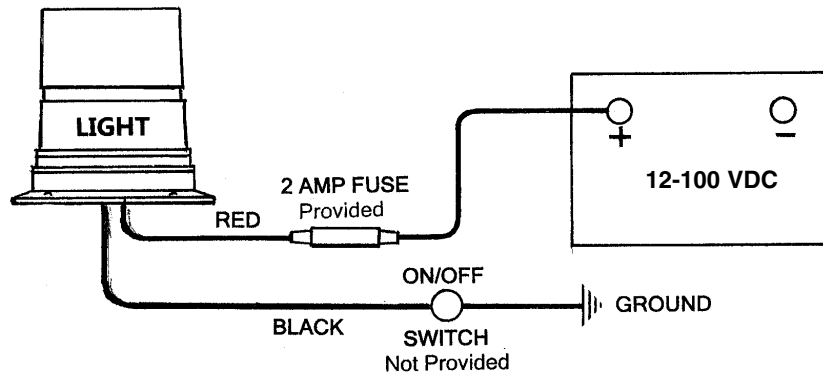 LIGHT
2 AMP FUSE
Provided
RED
+
−
12-100 VDC
ON/OFF
SWITCH
Not Provided
BLACK
GROUND